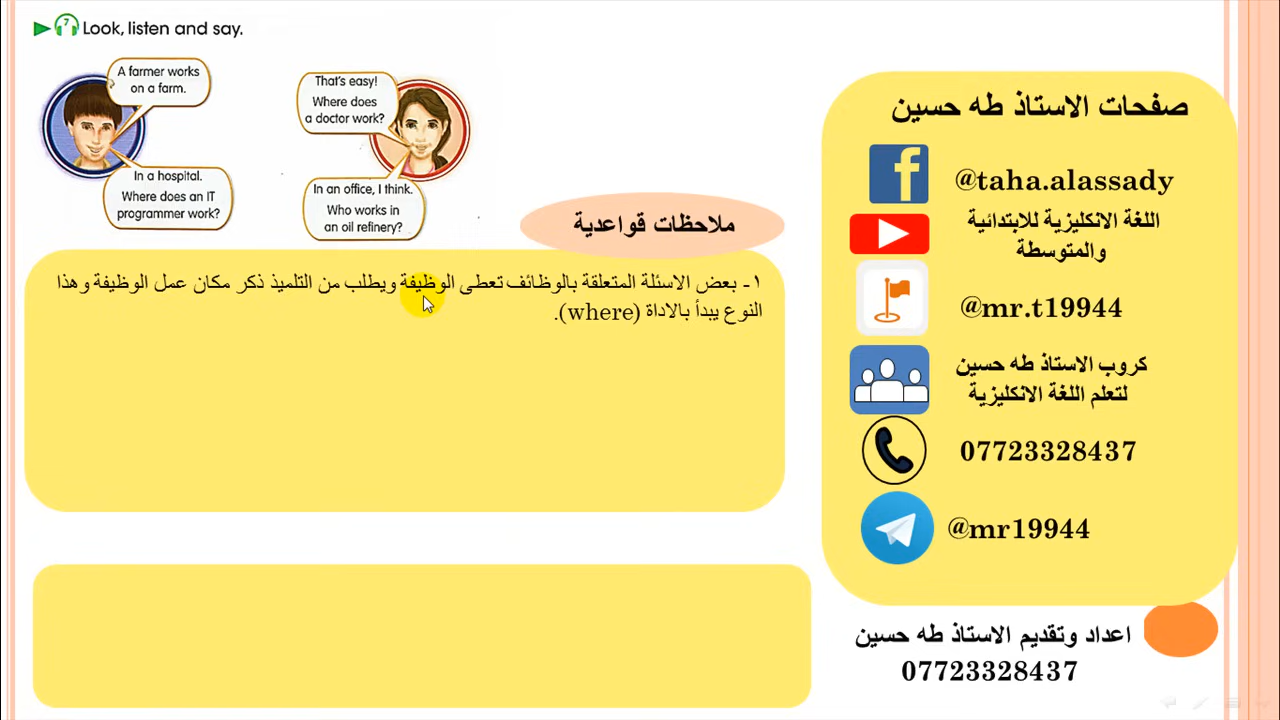 7
Look, listen and say.
A farmer works
on a farm.
In a hospital.
Where does an IT
programmer work?
That's easy!
Where does
a doctor work?
In an office, I think.
Who works in
an oil refinery?
ملاحظات قواعدية
١- بعض الاسئلة المتعلقة بالوظائف تعطى الوظيفة ويطلب من التلميذ ذكر مكان عمل الوظيفة وهذا
النوع يبدأ بالاداة (where).
صفحات الاستاذ طه حسين
@taha.alassady
اللغة الانكليزية للابتدائية
والمتوسطة
@mr.t19944
كروب الاستاذ طه حسين
لتعلم اللغة الانكليزية
07723328437
@mr19944
اعداد وتقديم الاستاذ طه حسين
07723328437